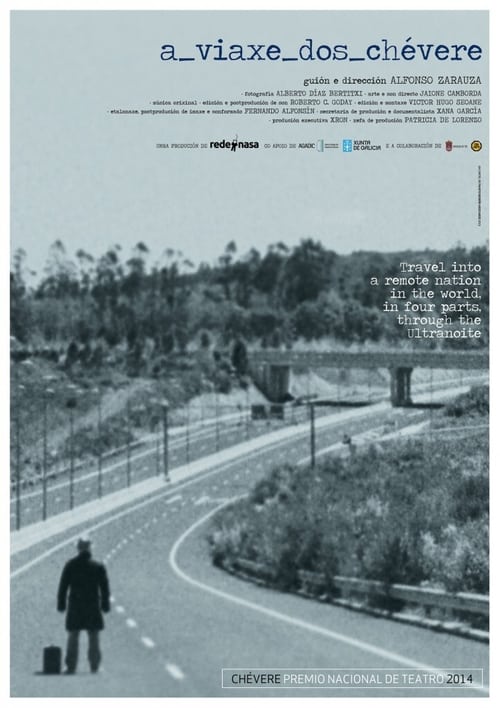 a_viaxe_dos_chévere
guión e dirección ALFONSO ZARAUZA
· fotografía ALBERTO DÍAZ BERTITXI · arte e son directo JAIONE CAMBORDA
· música orixinal · edición e postprodución de son ROBERTO C. GODAY · edición e montaxe VICTOR HUGO SEOANE
· etalonaxe, postprodución de imaxe e conformado FERNANDO ALFONSÍN · secretaria de produción e documentalista XANA GARCÍA
· produción executiva XRON · xefa de produción PATRICIA DE LORENZO
UNHA PRODUCIÓN DE redenasa CO APOIO DE AGADIC XUNTA DE GALICIA E A COLABORACIÓN DE
Travel into
a remote nation
in the world,
in four parts,
through the
Ultranoite
CHÉVERE PREMIO NACIONAL DE TEATRO 2014